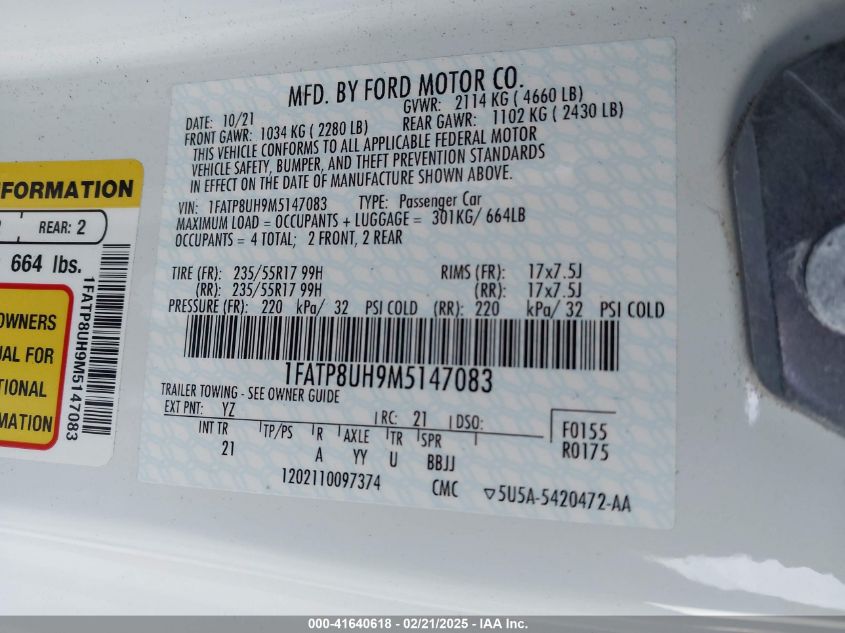 MFD. BY FORD MOTOR CO.
DATE: 10/21 GVWR: 2114 KG ( 4660 LB)
FRONT GAWR: 1034 KG ( 2280 LB) REAR GAWR: 1102 KG ( 2430 LB)
THIS VEHICLE CONFORMS TO ALL APPLICABLE FEDERAL MOTOR
VEHICLE SAFETY, BUMPER, AND THEFT PREVENTION STANDARDS
IN EFFECT ON THE DATE OF MANUFACTURE SHOWN ABOVE.
VIN: 1FATP8UH9M5147083 TYPE: Passenger Car
MAXIMUM LOAD = OCCUPANTS + LUGGAGE = 301KG/ 664LB
OCCUPANTS = 4 TOTAL; 2 FRONT, 2 REAR
TIRE (FR): 235/55R17 99H RIMS (FR): 17x7.5J
(RR): 235/55R17 99H (RR): 17x7.5J
PRESSURE (FR): 220 kPa/ 32 PSI COLD (RR): 220 kPa/ 32 PSI COLD
1FATP8UH9M5147083
TRAILER TOWING - SEE OWNER GUIDE
EXT PNT: YZ RC: 21 DSO:
INT TR TP/PS R AXLE TR SPR
21 A YY U BBJJ
F0155
R0175
1202110097374 CMC 5U5A-5420472-AA
FORMATION
REAR: 2
664 lbs.
1FATP8UH9M5147083
OWNERS
UAL FOR
TIONAL
MATION
000-41640618 - 02/21/2025 - IAA Inc.